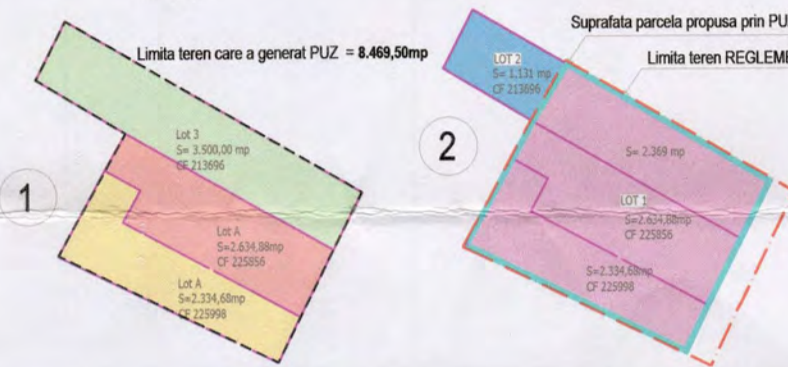 Limita teren care a generat PUZ = 8.469,50mp
1
Lot 3
S= 3.500,00 mp
CF 213696
Lot A
S=2.634,88mp
CF 225856
Lot A
S=2.334,68mp
CF 225998
Suprafata parcela propusa prin PU
Limita teren REGLEME
2
LOT 2
S= 1.131 mp
CF 213696
S= 2.369 mp
LOT 1
S=2.634,88mp
CF 225856
S=2.334,68mp
CF 225998